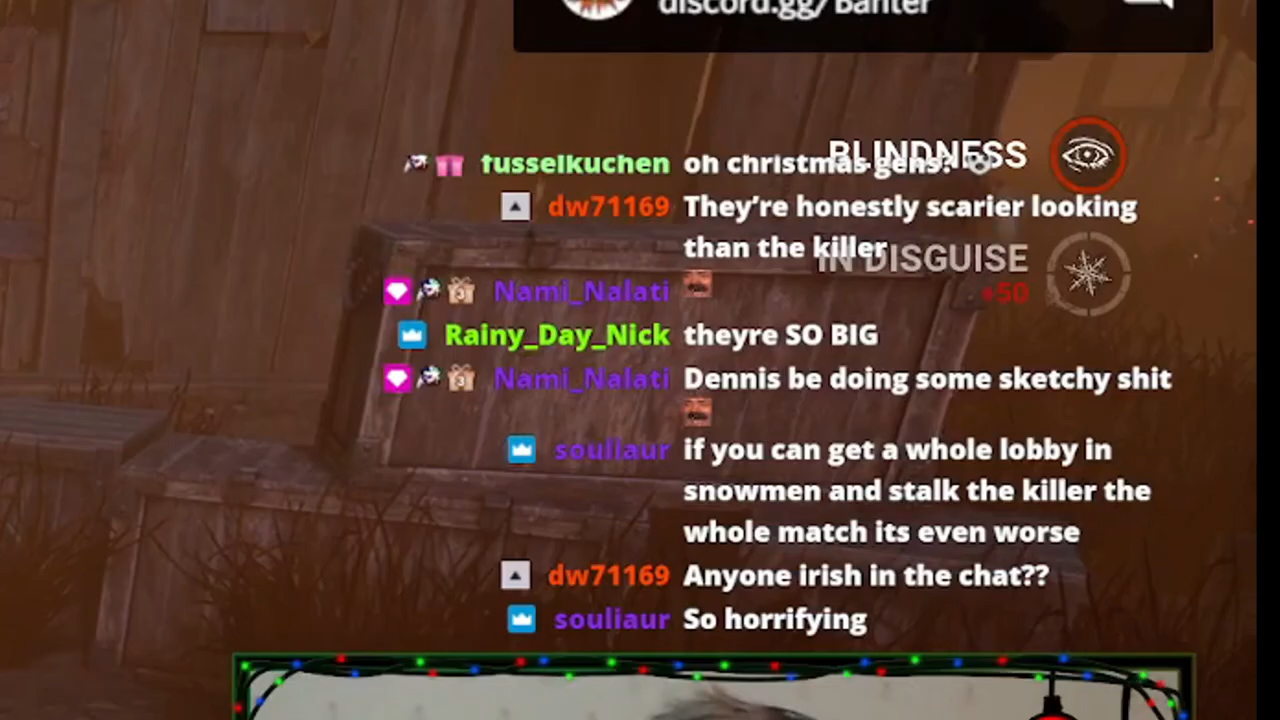 discord.gg/Banter
BLINDNESS
tusselkuchen oh christmas gens?
dw71169 They're honestly scarier looking
than the killer
IN DISGUISE
+50
Nami_Nalati
Rainy_Day_Nick theyre SO BIG
Nami_Nalati Dennis be doing some sketchy shit
souliaur if you can get a whole lobby in
snowmen and stalk the killer the
whole match its even worse
dw71169 Anyone irish in the chat??
souliaur So horrifying